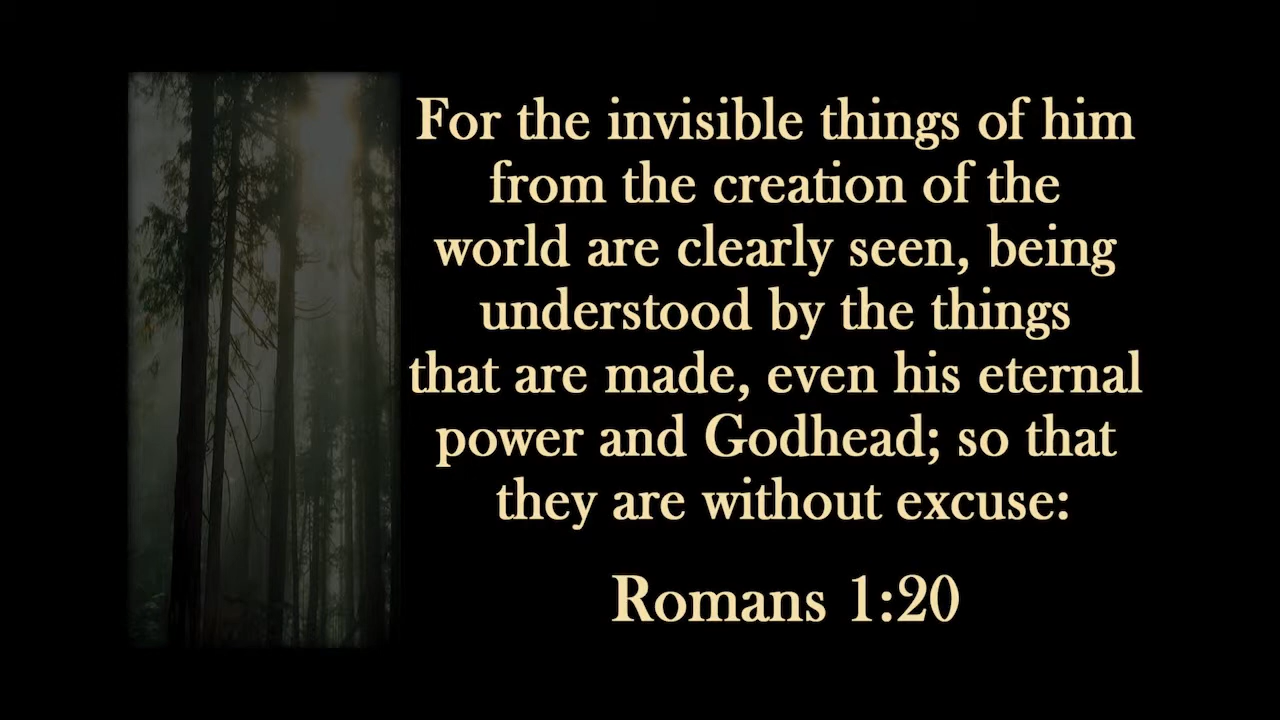 For the invisible things of him
from the creation of the
world are clearly seen, being
understood by the things
that are made, even his eternal
power and Godhead; so that
they are without excuse:
Romans 1:20